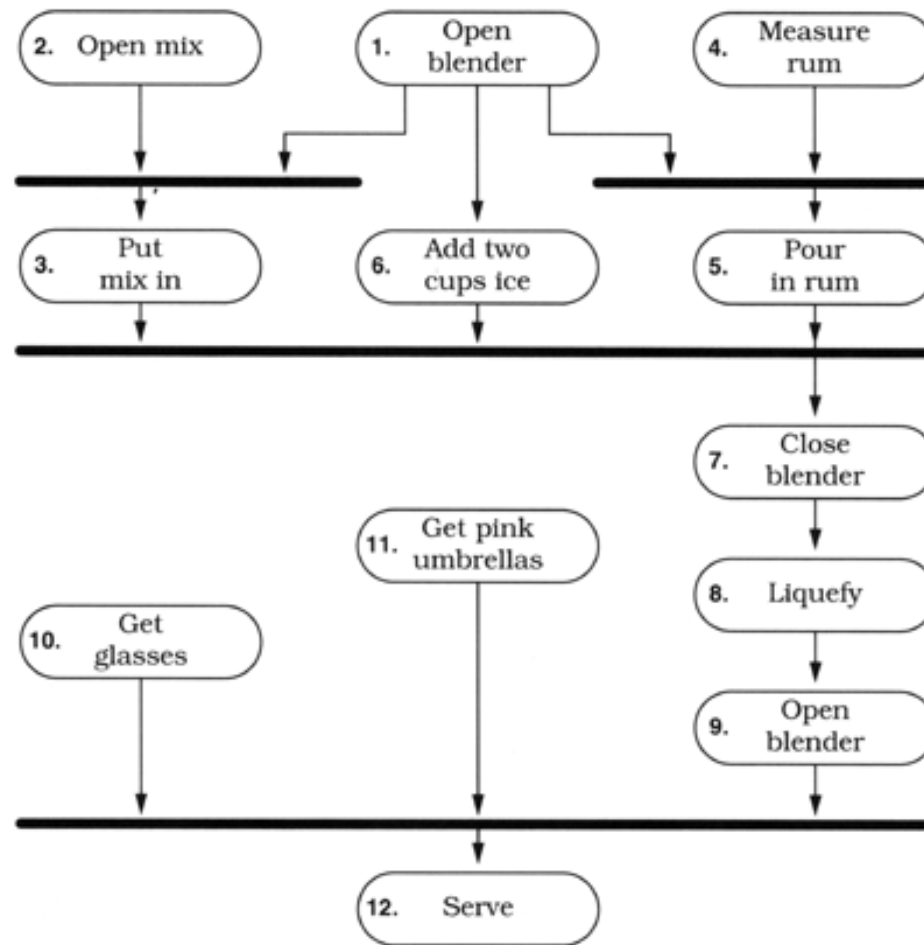 2. Open mix
1. Open
blender
4. Measure
rum
3. Put
mix in
6. Add two
cups ice
5. Pour
in rum
7. Close
blender
11. Get pink
umbrellas
8. Liquefy
10. Get
glasses
9. Open
blender
12. Serve